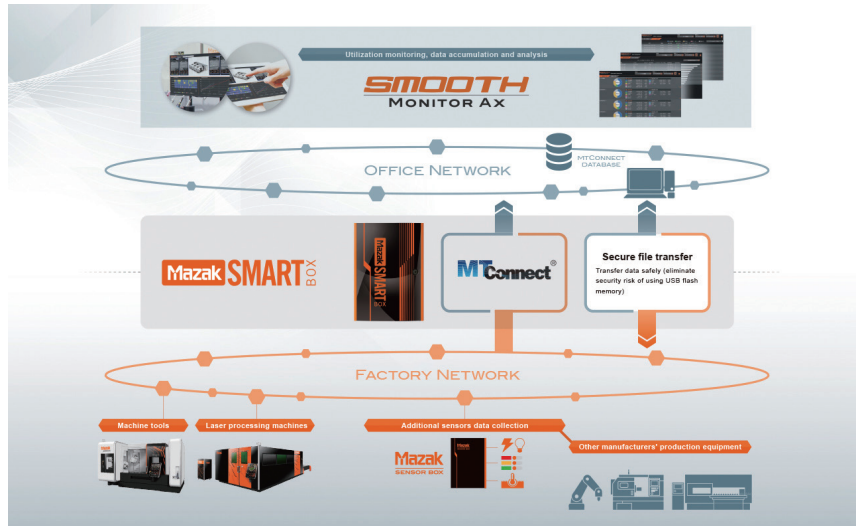 Utilization monitoring, data accumulation and analysis
SMOOTH
MONITOR AX
OFFICE NETWORK
MTCONNECT
DATABASE
Mazak SMART BOX
Mazak SMART BOX
MTConnect®
Secure file transfer
Transfer data safely (eliminate
security risk of using USB flash
memory)
FACTORY NETWORK
Machine tools
Laser processing machines
Additional sensors data collection
Other manufacturers' production equipment
Mazak
SENSOR BOX